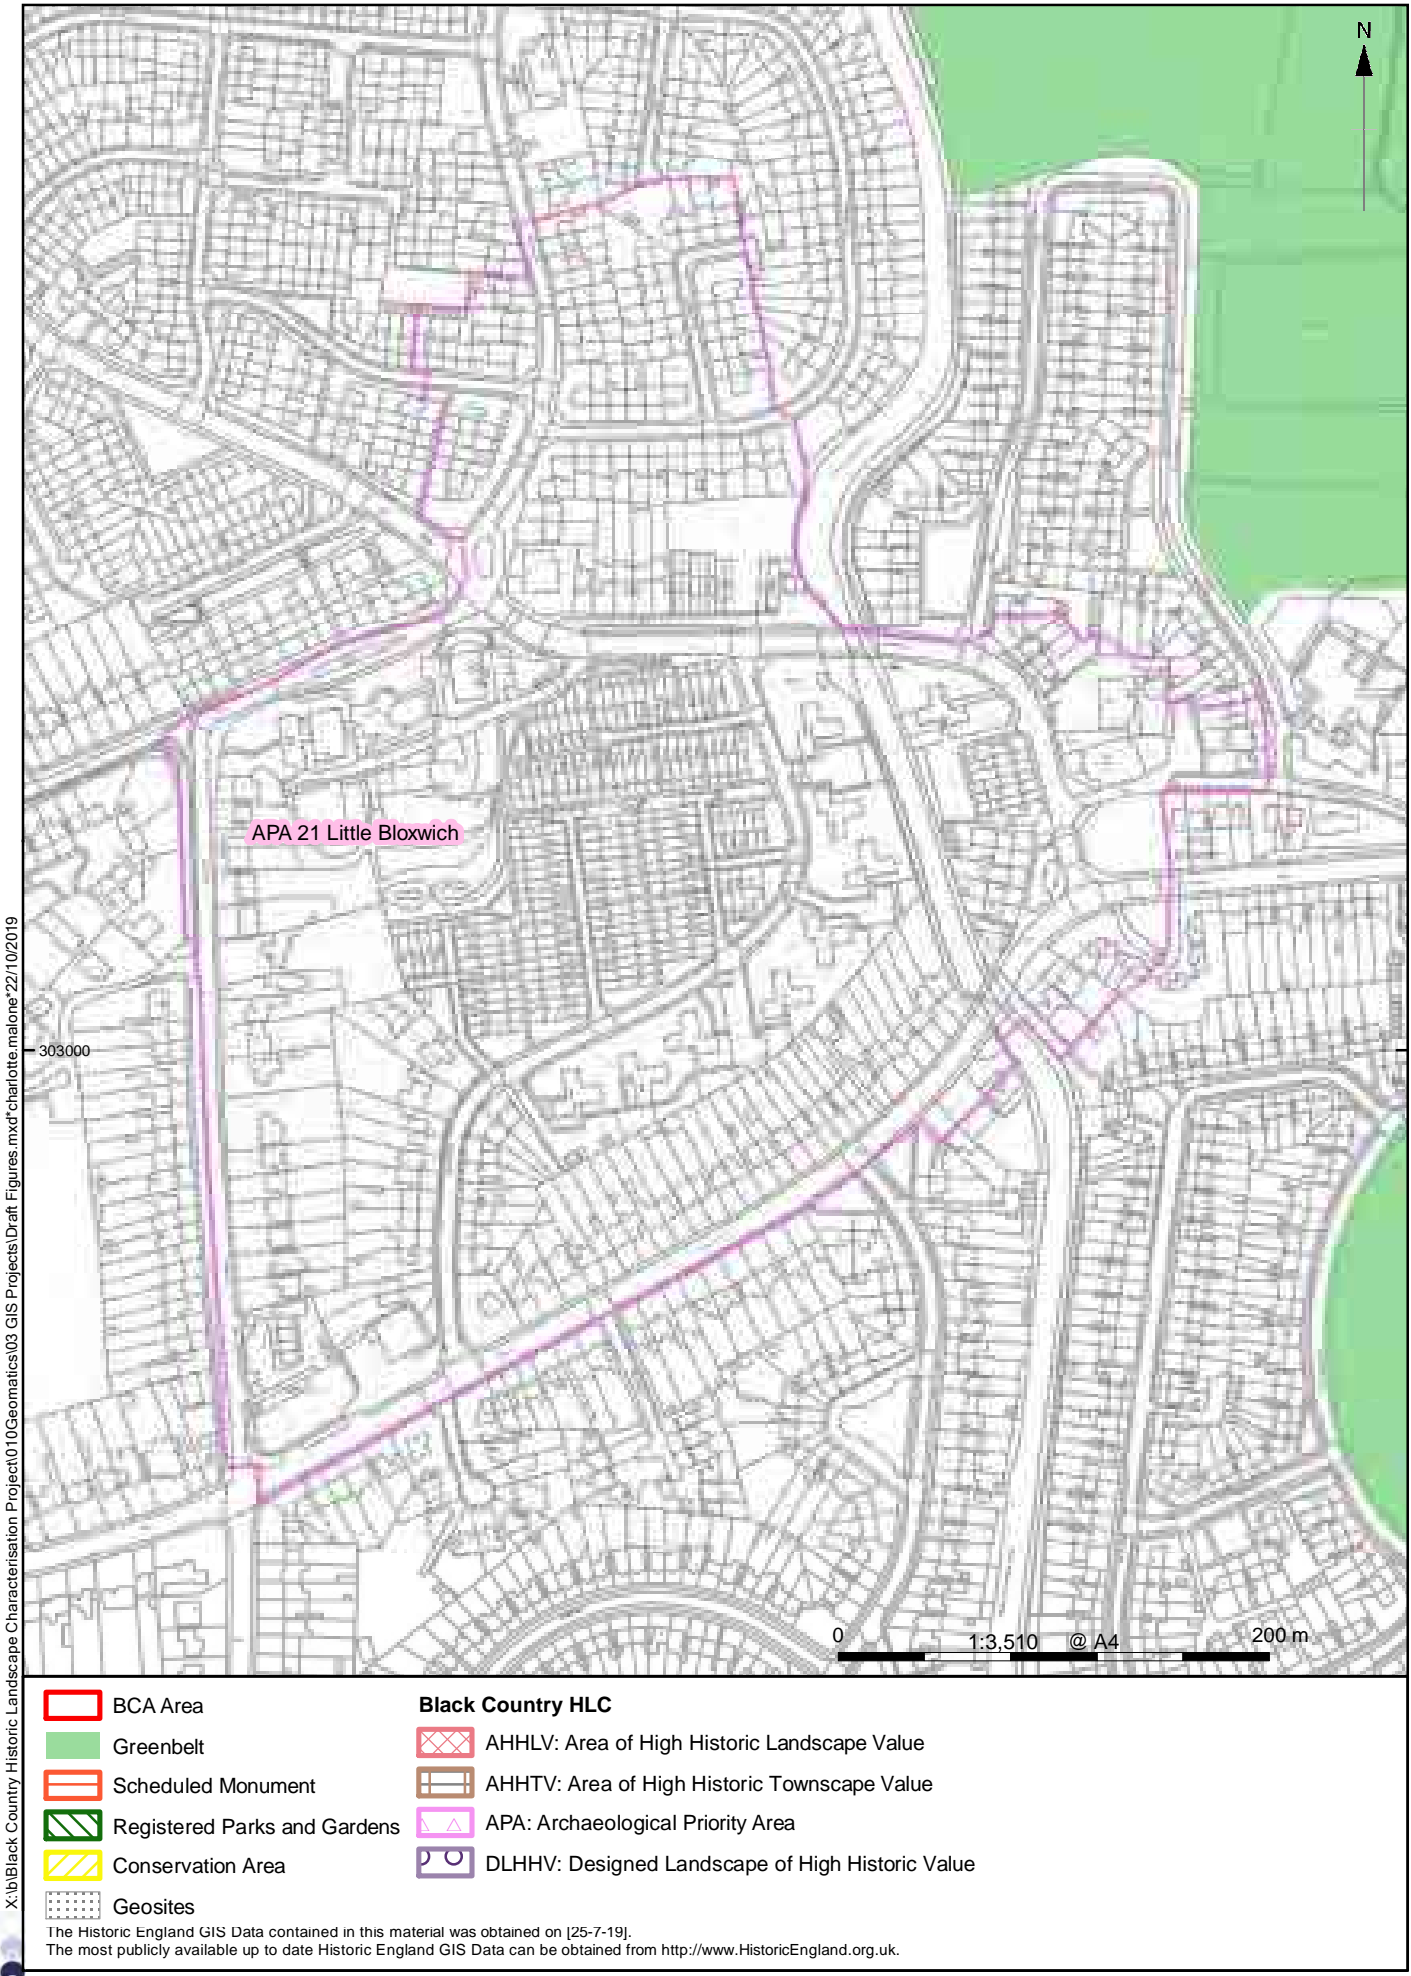 N
APA 21 Little Bloxwich
303000
0
1:3,510 @ A4
200 m
X:\b\Black Country Historic Landscape Characterisation Project\010Geomatics\03 GIS Projects\Draft Figures.mxd*charlotte.malone*22/10/2019
BCA Area
Greenbelt
Scheduled Monument
Registered Parks and Gardens
Conservation Area
Geosites
Black Country HLC
AHHLV: Area of High Historic Landscape Value
AHHTV: Area of High Historic Townscape Value
APA: Archaeological Priority Area
DLHHV: Designed Landscape of High Historic Value
The Historic England GIS Data contained in this material was obtained on [25-7-19].
The most publicly available up to date Historic England GIS Data can be obtained from http://www.HistoricEngland.org.uk.